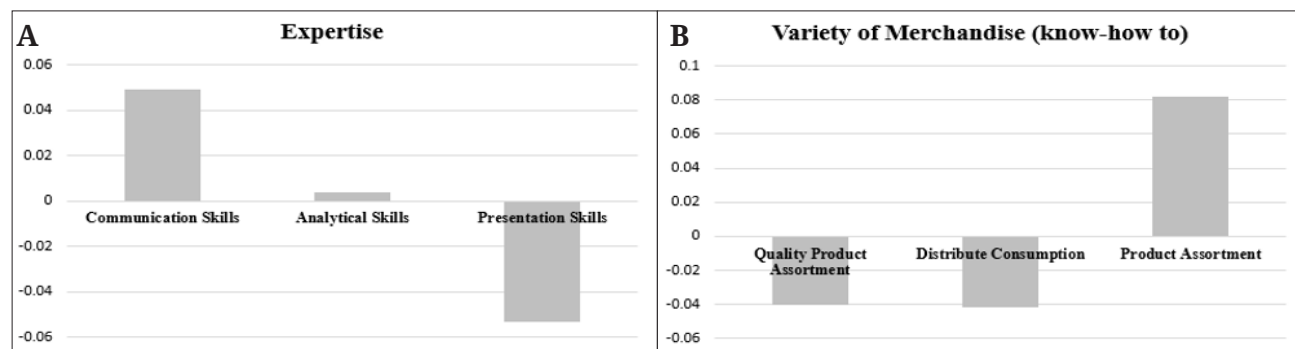 A
Expertise
0.06
0.04
0.02
0
-0.02
-0.04
-0.06
Communication Skills
Analytical Skills
Presentation Skills
B
Variety of Merchandise (know-how to)
0.1
0.08
0.06
0.04
0.02
0
-0.02
-0.04
-0.06
Quality Product
Assortment
Distribute Consumption
Product Assortment